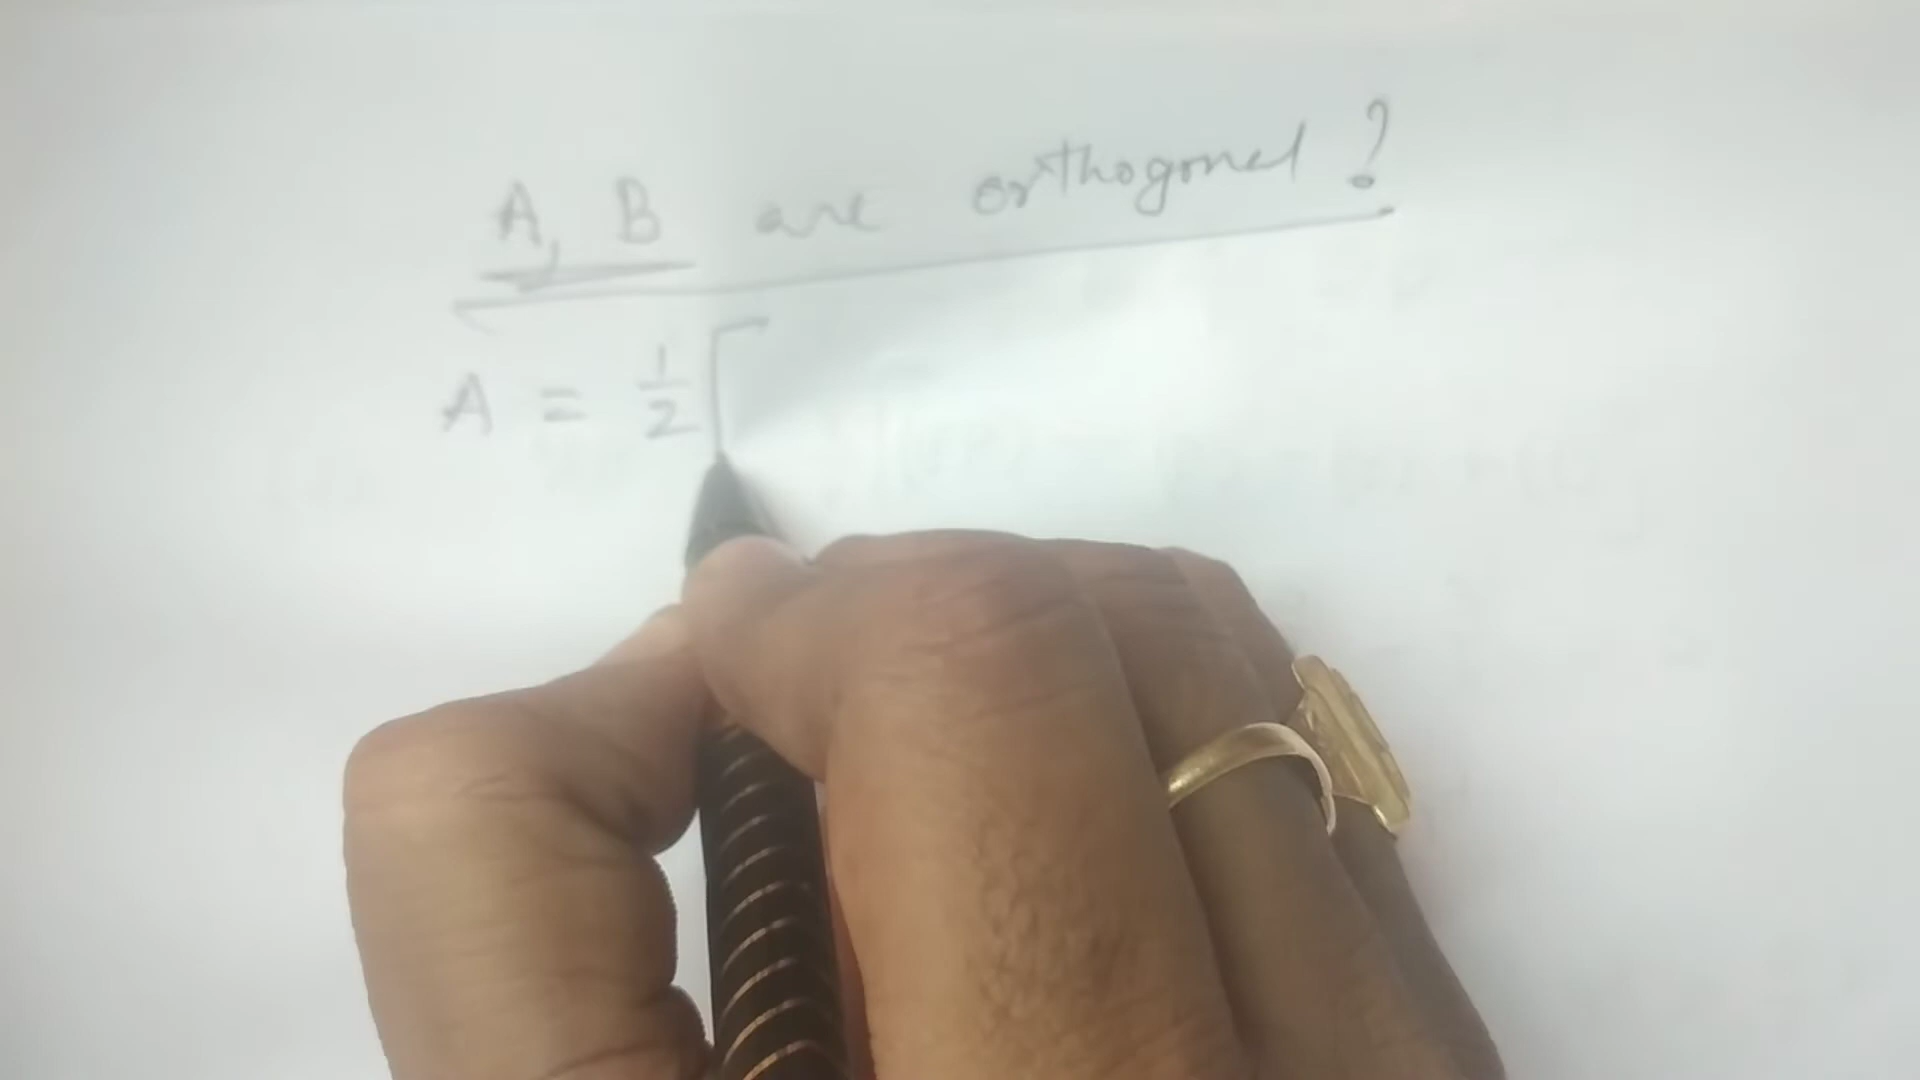 A, B are orthogonal?
A = 1/2 [